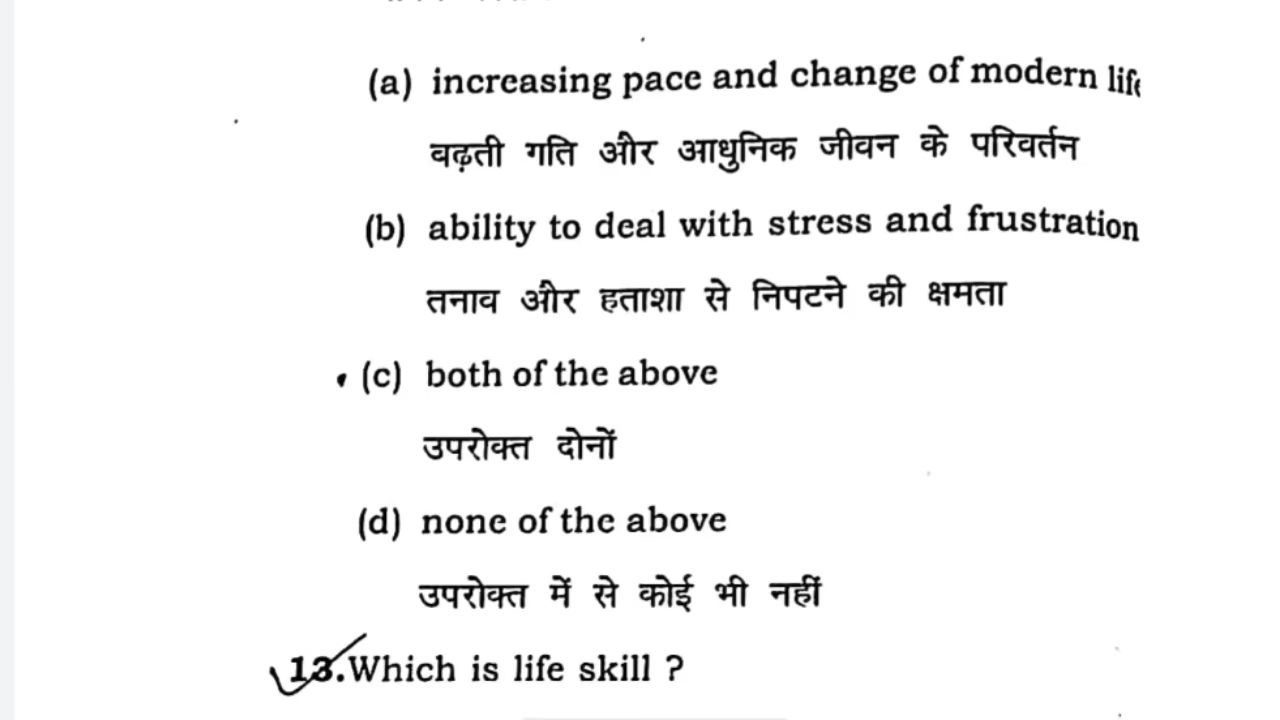 (a) increasing pace and change of modern life
बढ़ती गति और आधुनिक जीवन के परिवर्तन
(b) ability to deal with stress and frustration
तनाव और हताशा से निपटने की क्षमता
(c) both of the above
उपरोक्त दोनों
(d) none of the above
उपरोक्त में से कोई भी नहीं
13. Which is life skill ?